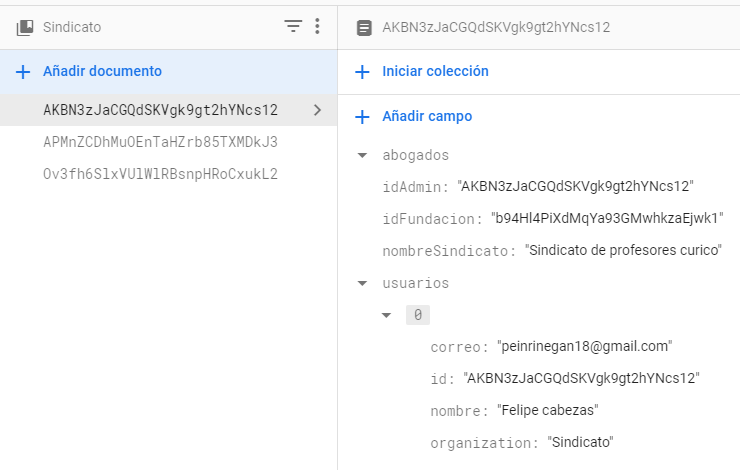 Sindicato
Añadir documento
AKBN3zJaCGQdSKVgk9gt2hYNcs12
APMnZCDhMuOEnTaHZrb85TXMDkJ3
Ov3fh6SlxVUlWlRBsnpHRoCxukL2
AKBN3zJaCGQdSKVgk9gt2hYNcs12
Iniciar colección
Añadir campo
abogados
idAdmin: "AKBN3zJaCGQdSKVgk9gt2hYNcs12"
idFundacion: "b94Hl4PiXdMqYa93GMwhkzaEjwk1"
nombreSindicato: "Sindicato de profesores curico"
usuarios
0
correo: "peinrinegan18@gmail.com"
id: "AKBN3zJaCGQdSKVgk9gt2hYNcs12"
nombre: "Felipe cabezas"
organization: "Sindicato"